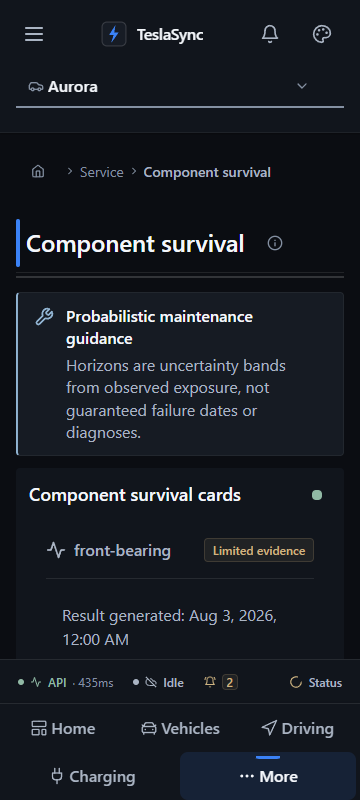 TeslaSync
Aurora
Service
Component survival
Component survival
Probabilistic maintenance
guidance
Horizons are uncertainty bands
from observed exposure, not
guaranteed failure dates or
diagnoses.
Component survival cards
front-bearing
Limited evidence
Result generated: Aug 3, 2026,
12:00 AM
API · 435ms
Idle
2
Status
Home
Vehicles
Driving
Charging
More